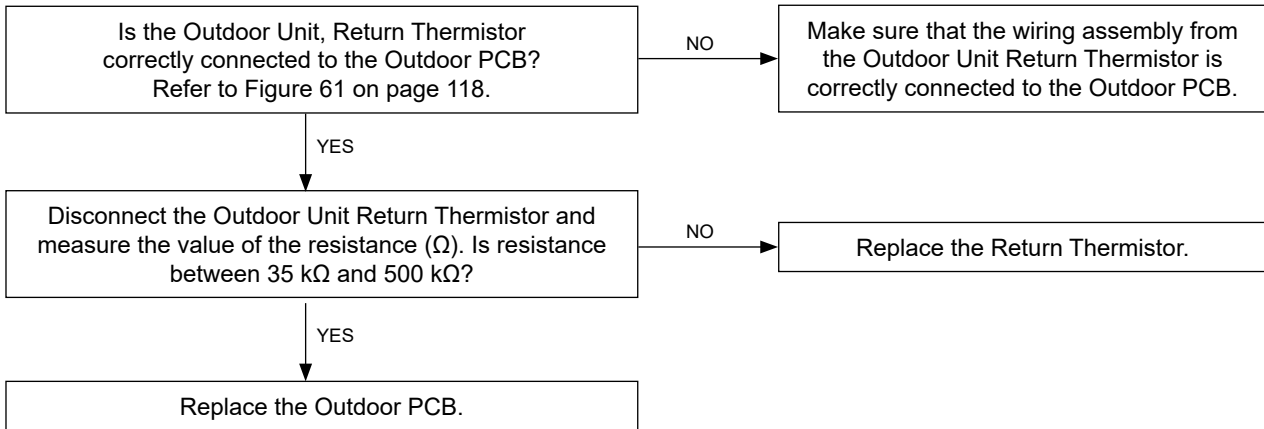 Is the Outdoor Unit, Return Thermistor
correctly connected to the Outdoor PCB?
Refer to Figure 61 on page 118.
NO
Make sure that the wiring assembly from
the Outdoor Unit Return Thermistor is
correctly connected to the Outdoor PCB.
YES
Disconnect the Outdoor Unit Return Thermistor and
measure the value of the resistance (Ω). Is resistance
between 35 kΩ and 500 kΩ?
NO
Replace the Return Thermistor.
YES
Replace the Outdoor PCB.